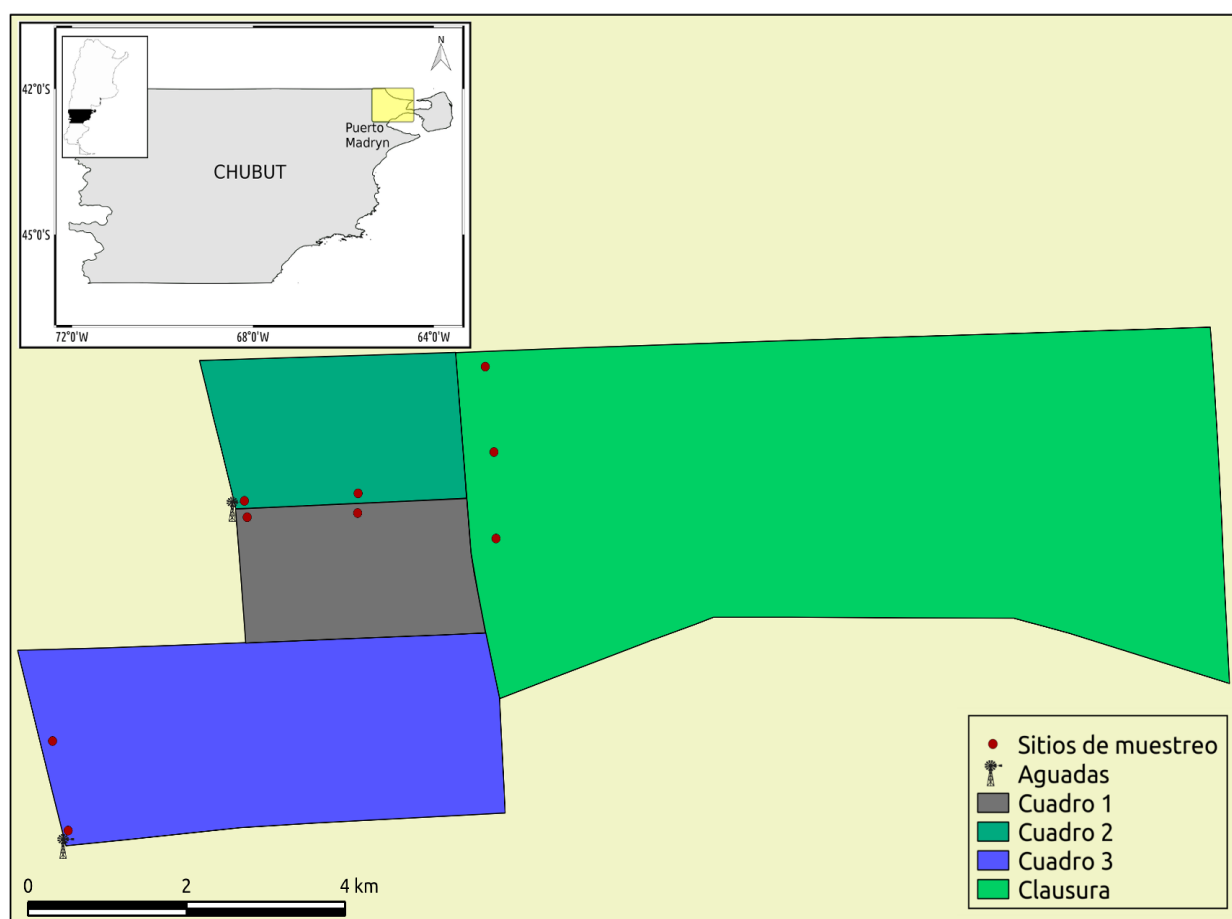 N
42°0'S
Puerto
Madryn
CHUBUT
45°0'S
72°0'W 68°0'W 64°0'W
Sitios de muestreo
Aguadas
Cuadro 1
Cuadro 2
Cuadro 3
Clausura
0 2 4 km